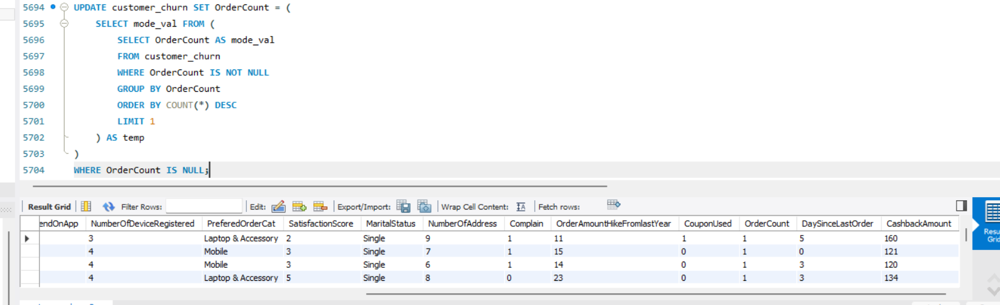 5694 UPDATE customer_churn SET OrderCount = (
5695 SELECT mode_val FROM (
5696 SELECT OrderCount AS mode_val
5697 FROM customer_churn
5698 WHERE OrderCount IS NOT NULL
5699 GROUP BY OrderCount
5700 ORDER BY COUNT(*) DESC
5701 LIMIT 1
5702 ) AS temp
5703 )
5704 WHERE OrderCount IS NULL;
Result Grid Filter Rows: Edit: Export/Import: Wrap Cell Content: Fetch rows:
endOnApp NumberOfDeviceRegistered PreferedOrderCat SatisfactionScore MaritalStatus NumberOfAddress Complain OrderAmountHikeFromlastYear CouponUsed OrderCount DaySinceLastOrder CashbackAmount
3 Laptop & Accessory 2 Single 9 1 11 1 1 5 160
4 Mobile 3 Single 7 1 15 0 1 0 121
4 Mobile 3 Single 6 1 14 0 1 3 120
4 Laptop & Accessory 5 Single 8 0 23 0 1 3 134
Resu
Grid